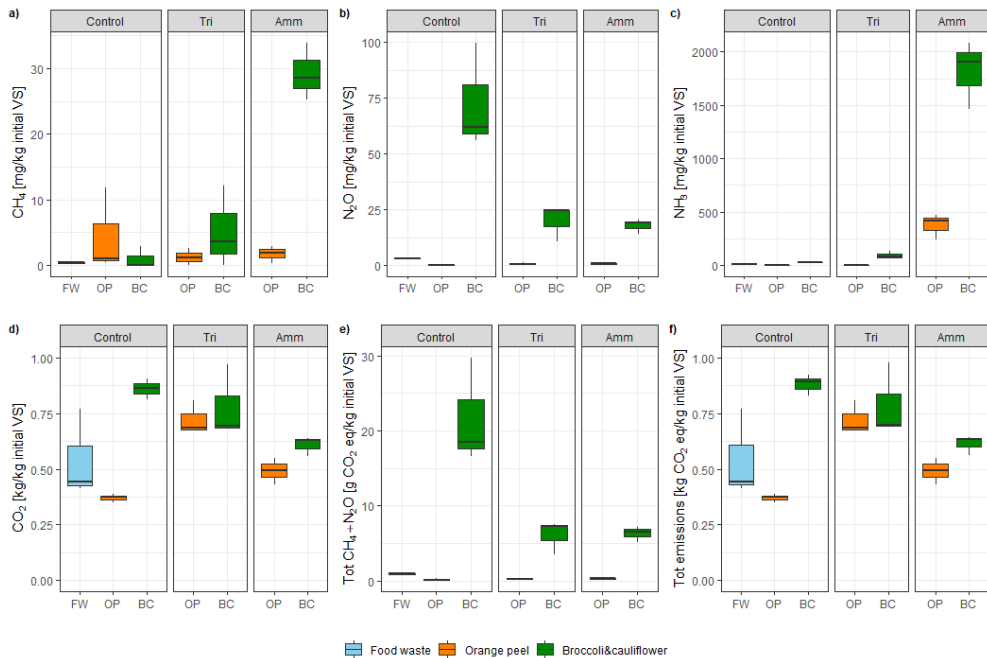 a) Control Tri Amm b) Control Tri Amm c) Control Tri Amm
CH₄ [mg/kg initial VS]
30
20
10
0
FW OP BC OP BC OP BC
N₂O [mg/kg initial VS]
100
75
50
25
0
FW OP BC OP BC OP BC
NH₃ [mg/kg initial VS]
2000
1500
1000
500
0
FW OP BC OP BC OP BC
d) Control Tri Amm e) Control Tri Amm f) Control Tri Amm
CO₂ [kg/kg initial VS]
1.00
0.75
0.50
0.25
0.00
FW OP BC OP BC OP BC
Tot CH₄+N₂O [g CO₂ eq/kg initial VS]
30
20
10
0
FW OP BC OP BC OP BC
Tot emissions [kg CO₂ eq/kg initial VS]
1.00
0.75
0.50
0.25
0.00
FW OP BC OP BC OP BC
Food waste Orange peel Broccoli&cauliflower